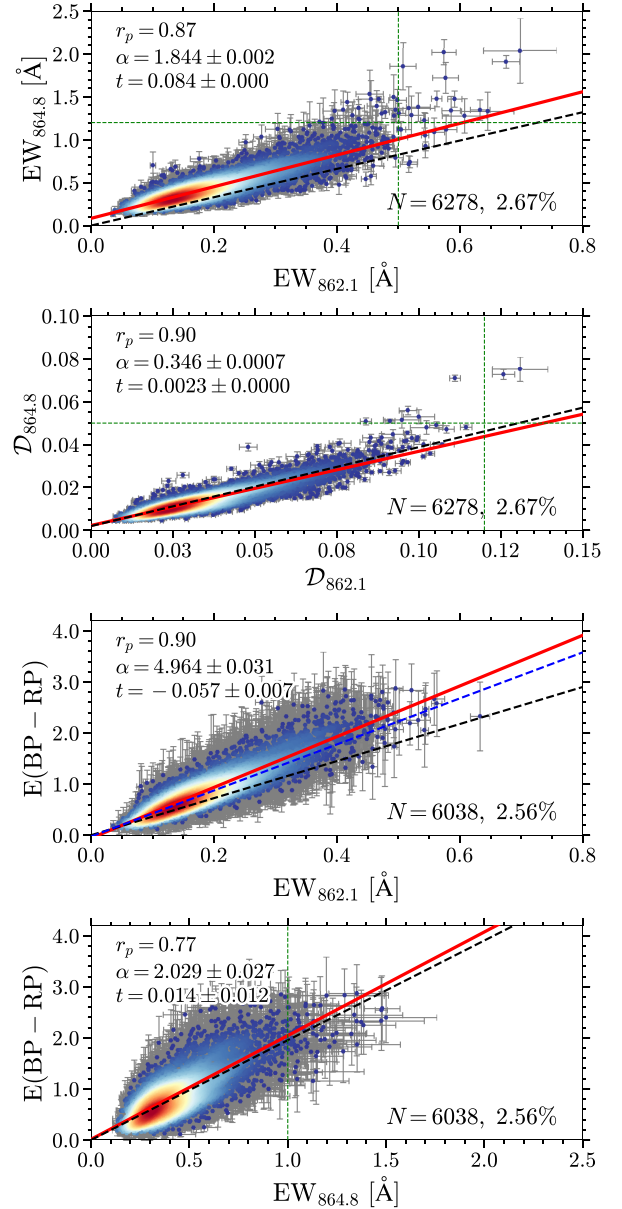 2.5
2.0
1.5
1.0
0.5
0.0
EW₈₆₄.₈ [Å]
r_p = 0.87
α = 1.844 ± 0.002
t = 0.084 ± 0.000
N = 6278, 2.67%
0.0 0.2 0.4 0.6 0.8
EW₈₆₂.₁ [Å]
0.10
0.08
0.06
0.04
0.02
0.00
𝒟₈₆₄.₈
r_p = 0.90
α = 0.346 ± 0.0007
t = 0.0023 ± 0.0000
N = 6278, 2.67%
0.00 0.03 0.05 0.08 0.10 0.12 0.15
𝒟₈₆₂.₁
4.0
3.0
2.0
1.0
0.0
E(BP − RP)
r_p = 0.90
α = 4.964 ± 0.031
t = −0.057 ± 0.007
N = 6038, 2.56%
0.0 0.2 0.4 0.6 0.8
EW₈₆₂.₁ [Å]
4.0
3.0
2.0
1.0
0.0
E(BP − RP)
r_p = 0.77
α = 2.029 ± 0.027
t = 0.014 ± 0.012
N = 6038, 2.56%
0.0 0.5 1.0 1.5 2.0 2.5
EW₈₆₄.₈ [Å]